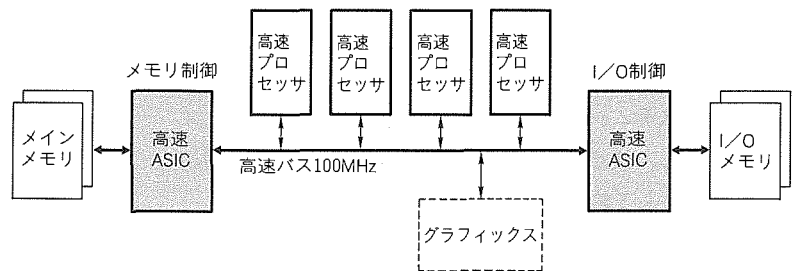 高速
プロ
セッサ
高速
プロ
セッサ
高速
プロ
セッサ
高速
プロ
セッサ
メモリ制御
I/O制御
メイン
メモリ
高速
ASIC
高速バス100MHz
高速
ASIC
I/O
メモリ
グラフィックス